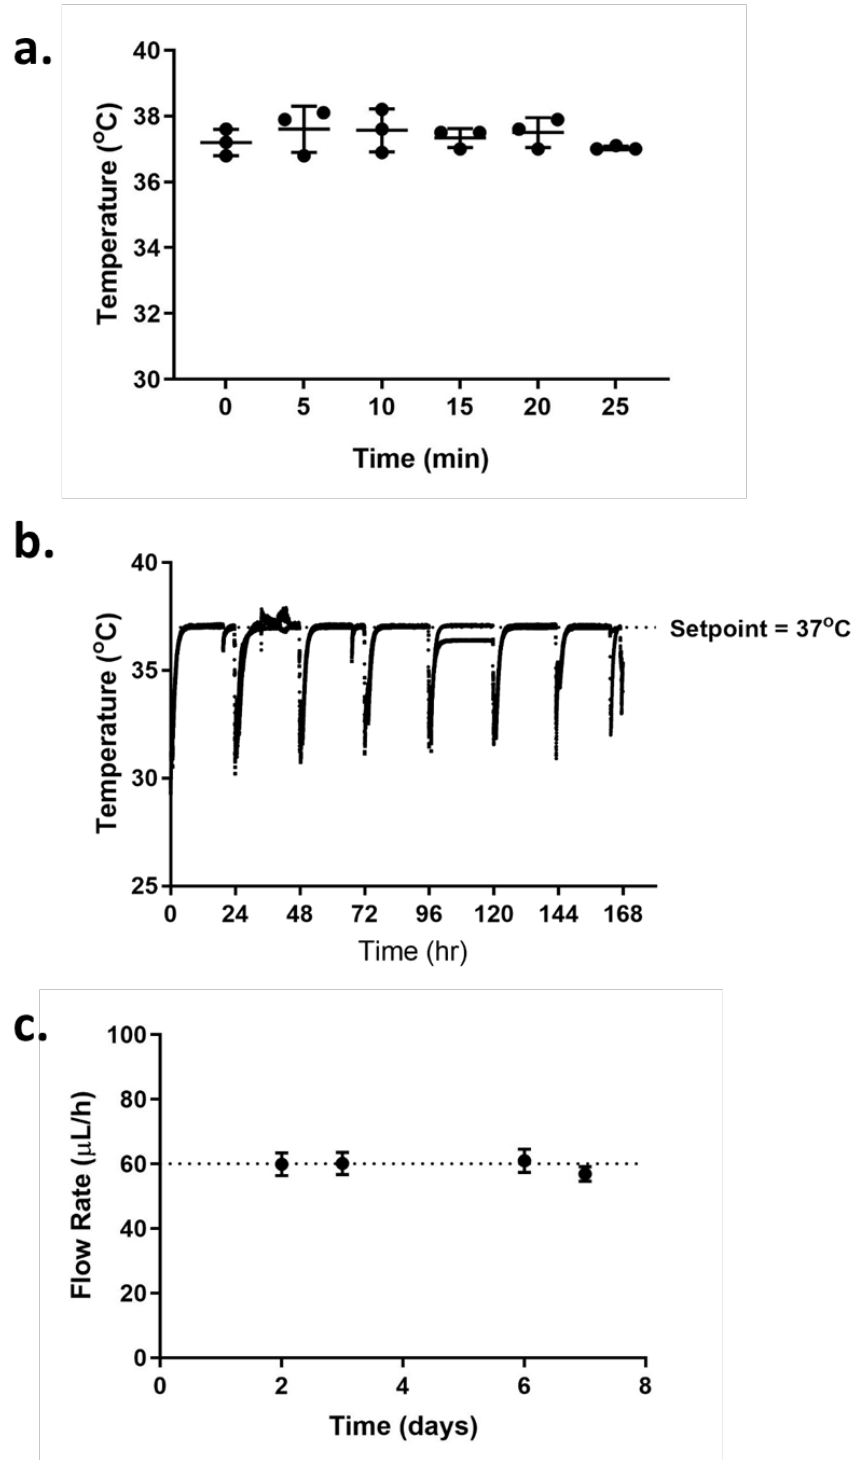 a.
40
38
36
34
32
30
Temperature (°C)
0 5 10 15 20 25
Time (min)
b.
40
35
30
25
Temperature (°C)
Setpoint = 37°C
0 24 48 72 96 120 144 168
Time (hr)
c.
100
80
60
40
20
0
Flow Rate (µL/h)
0 2 4 6 8
Time (days)